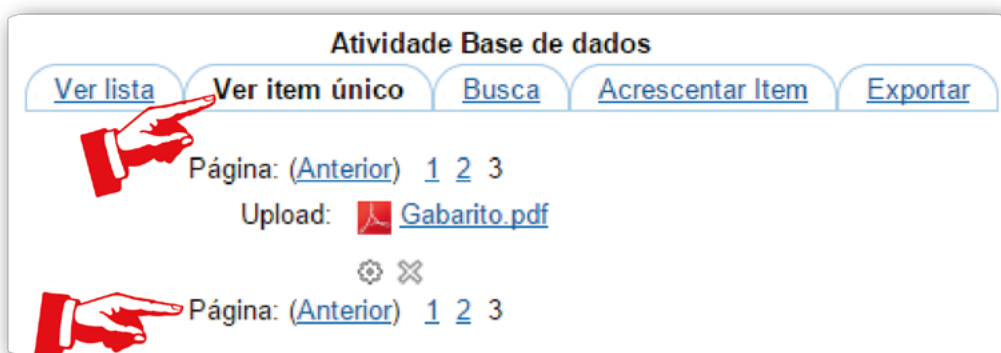 Atividade Base de dados
Ver lista Ver item único Busca Acrescentar Item Exportar
Página: (Anterior) 1 2 3
Upload: Gabarito.pdf
Página: (Anterior) 1 2 3